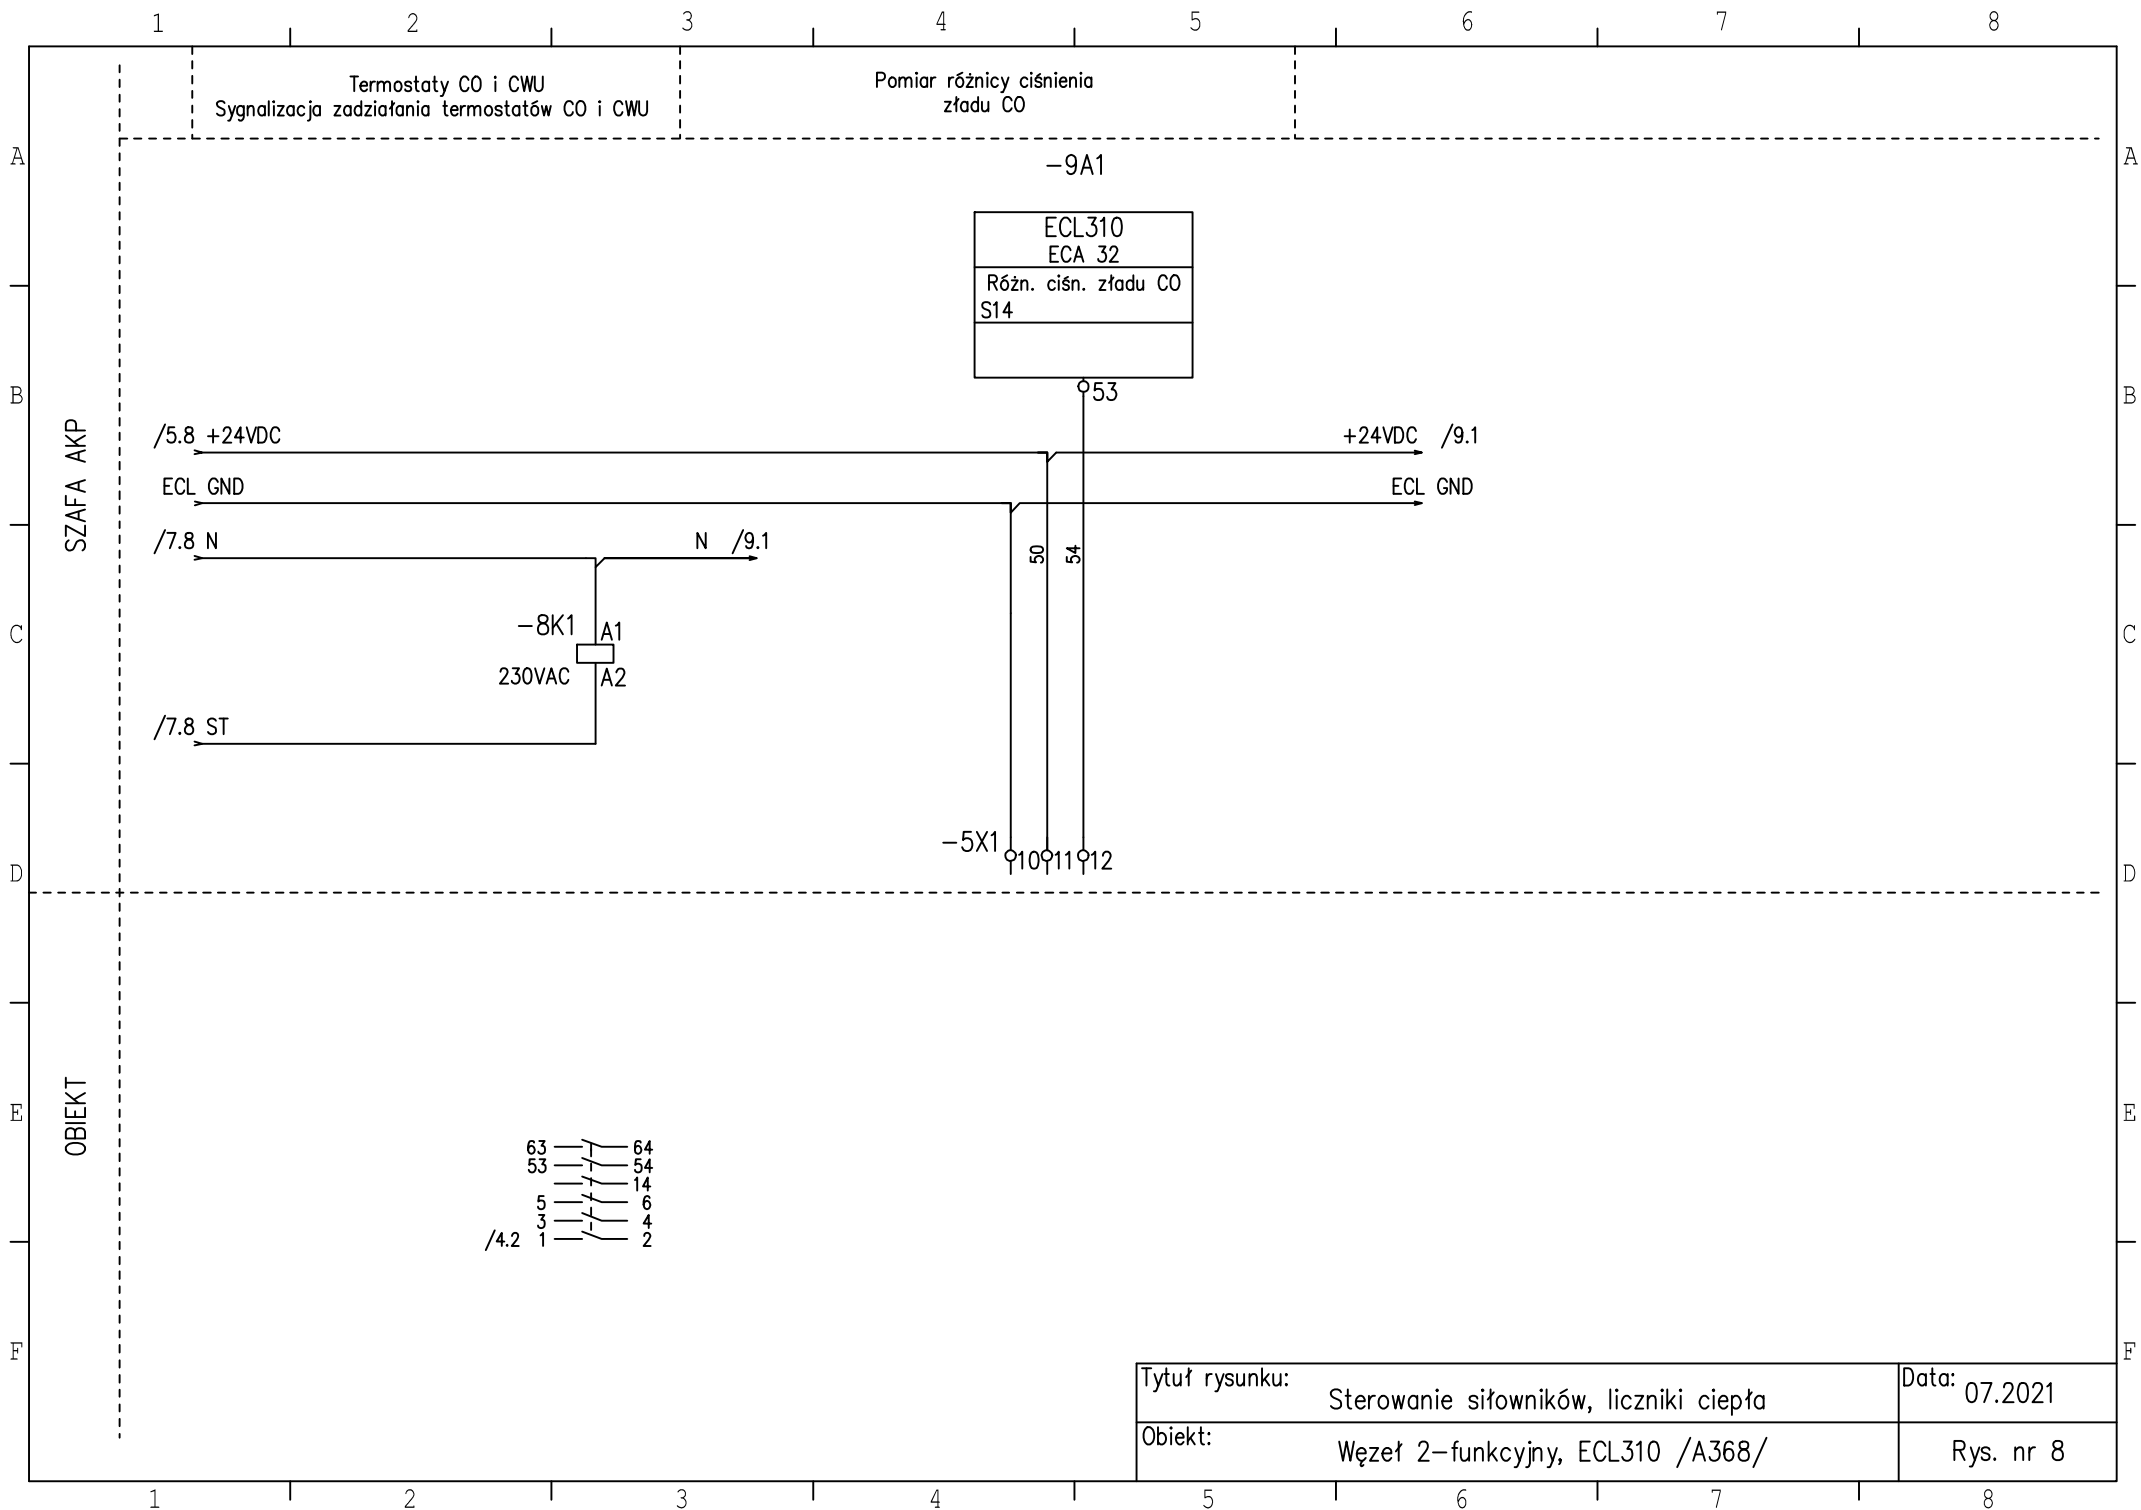 1 2 3 4 5 6 7 8
Termostaty CO i CWU
Sygnalizacja zadziałania termostatów CO i CWU
Pomiar różnicy ciśnienia
zładu CO
A A
-9A1
ECL310
ECA 32
Różn. ciśn. zładu CO
S14
53
B B
SZAFA AKP
/5.8 +24VDC
+24VDC /9.1
ECL GND
ECL GND
/7.8 N
N /9.1
50
54
C C
-8K1
A1
230VAC
A2
/7.8 ST
-5X1
10
11
12
D D
OBIEKT
E E
63 64
53 54
14
5 6
3 4
/4.2 1 2
F F
Tytuł rysunku:
Sterowanie siłowników, liczniki ciepła
Data:
07.2021
Obiekt:
Węzeł 2-funkcyjny, ECL310 /A368/
Rys. nr 8
1 2 3 4 5 6 7 8